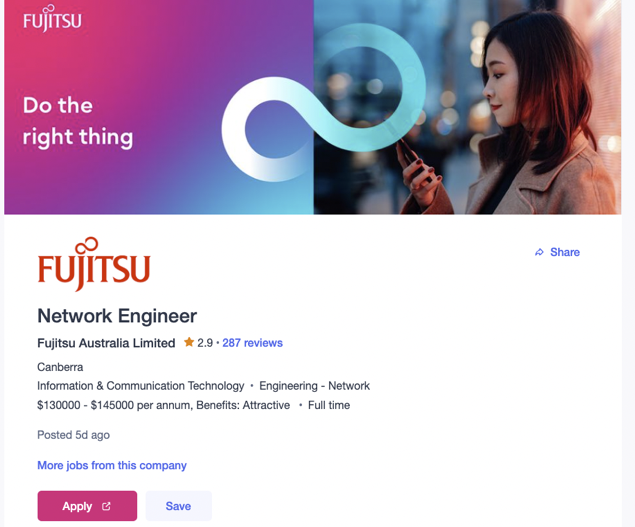 FUJITSU
Do the
right thing
FUJITSU
Share
Network Engineer
Fujitsu Australia Limited 2.9 • 287 reviews
Canberra
Information & Communication Technology • Engineering - Network
$130000 - $145000 per annum, Benefits: Attractive • Full time
Posted 5d ago
More jobs from this company
Apply
Save